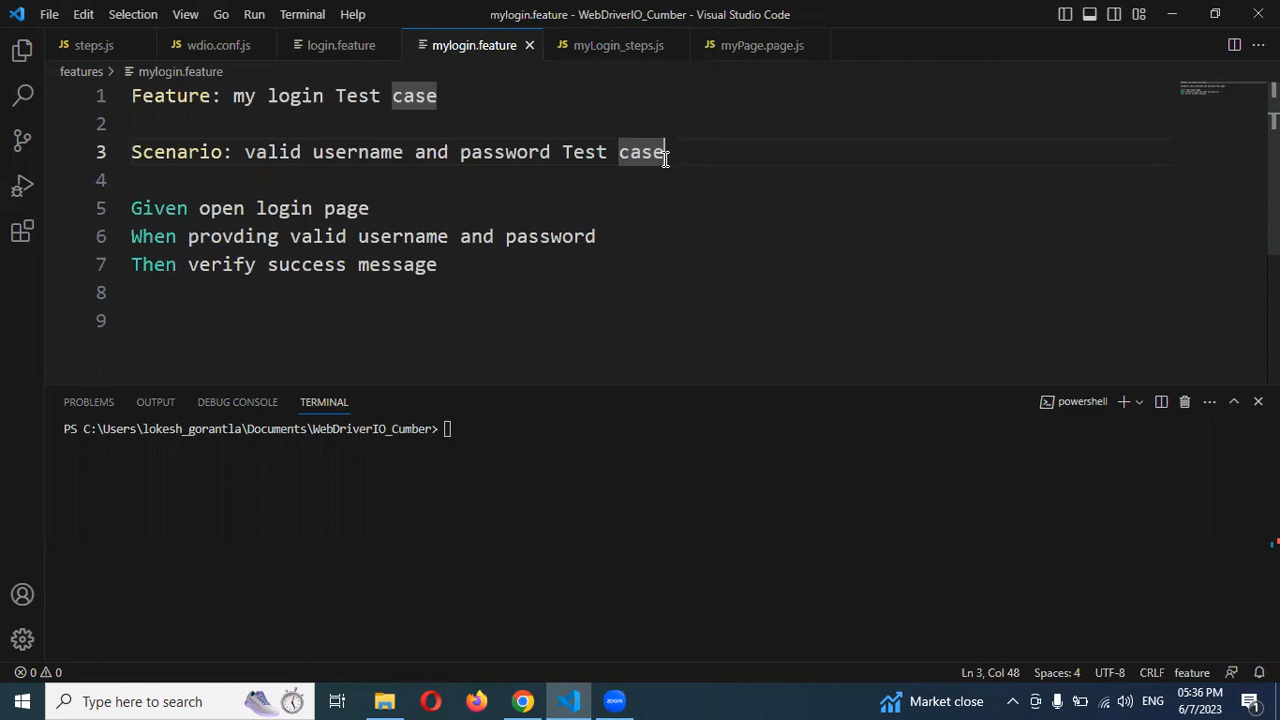 File Edit Selection View Go Run Terminal Help mylogin.feature - WebDriverIO_Cumber - Visual Studio Code
steps.js wdio.conf.js login.feature mylogin.feature JS myLogin_steps.js JS myPage.page.js
features > mylogin.feature
1 Feature: my login Test case
2
3 Scenario: valid username and password Test case
4
5 Given open login page
6 When provding valid username and password
7 Then verify success message
8
9
PROBLEMS OUTPUT DEBUG CONSOLE TERMINAL powershell
PS C:\Users\lokesh_gorantla\Documents\WebDriverIO_Cumber>
0 0 Ln 3, Col 48 Spaces: 4 UTF-8 CRLF feature
Type here to search zoom Market close ENG 05:36 PM
6/7/2023 1